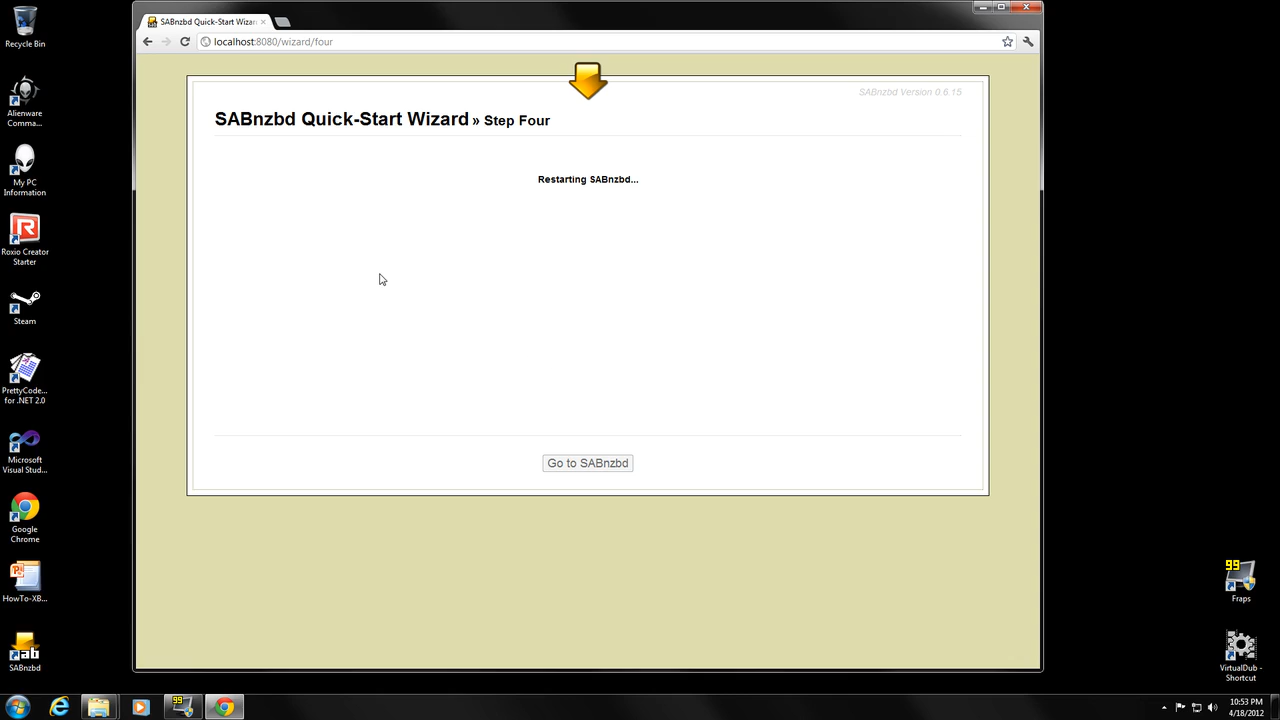 SABnzbd Quick-Start Wizar
localhost:8080/wizard/four
SABnzbd Version 0.6.15
SABnzbd Quick-Start Wizard » Step Four
Restarting SABnzbd...
Go to SABnzbd
Recycle Bin
Alienware
Comma...
My PC
Information
Roxio Creator
Starter
Steam
PrettyCode...
for .NET 2.0
Microsoft
Visual Stud...
Google
Chrome
HowTo-XB...
ab
SABnzbd
99
Fraps
VirtualDub -
Shortcut
99
10:53 PM
4/18/2012